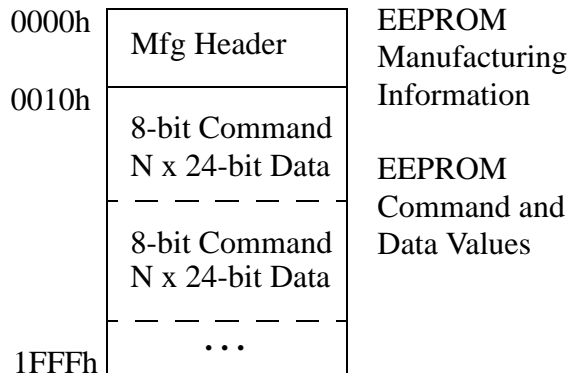 0000h
Mfg Header
EEPROM
Manufacturing
Information
0010h
8-bit Command
N x 24-bit Data
EEPROM
Command and
Data Values
8-bit Command
N x 24-bit Data
...
1FFFh